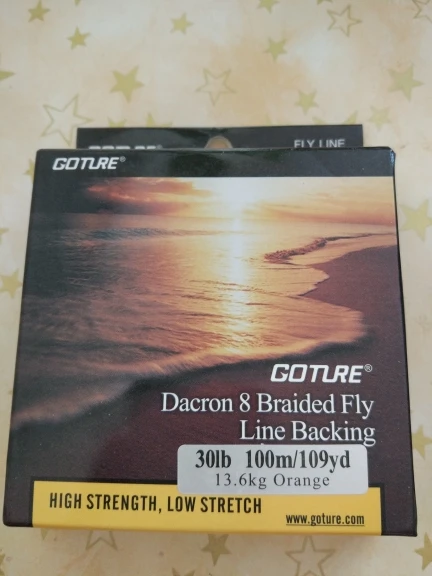 FLY LINE
GOTURE®
GOTURE®
Dacron 8 Braided Fly
Line Backing
30lb 100m/109yd
13.6kg Orange
HIGH STRENGTH, LOW STRETCH
www.goture.com